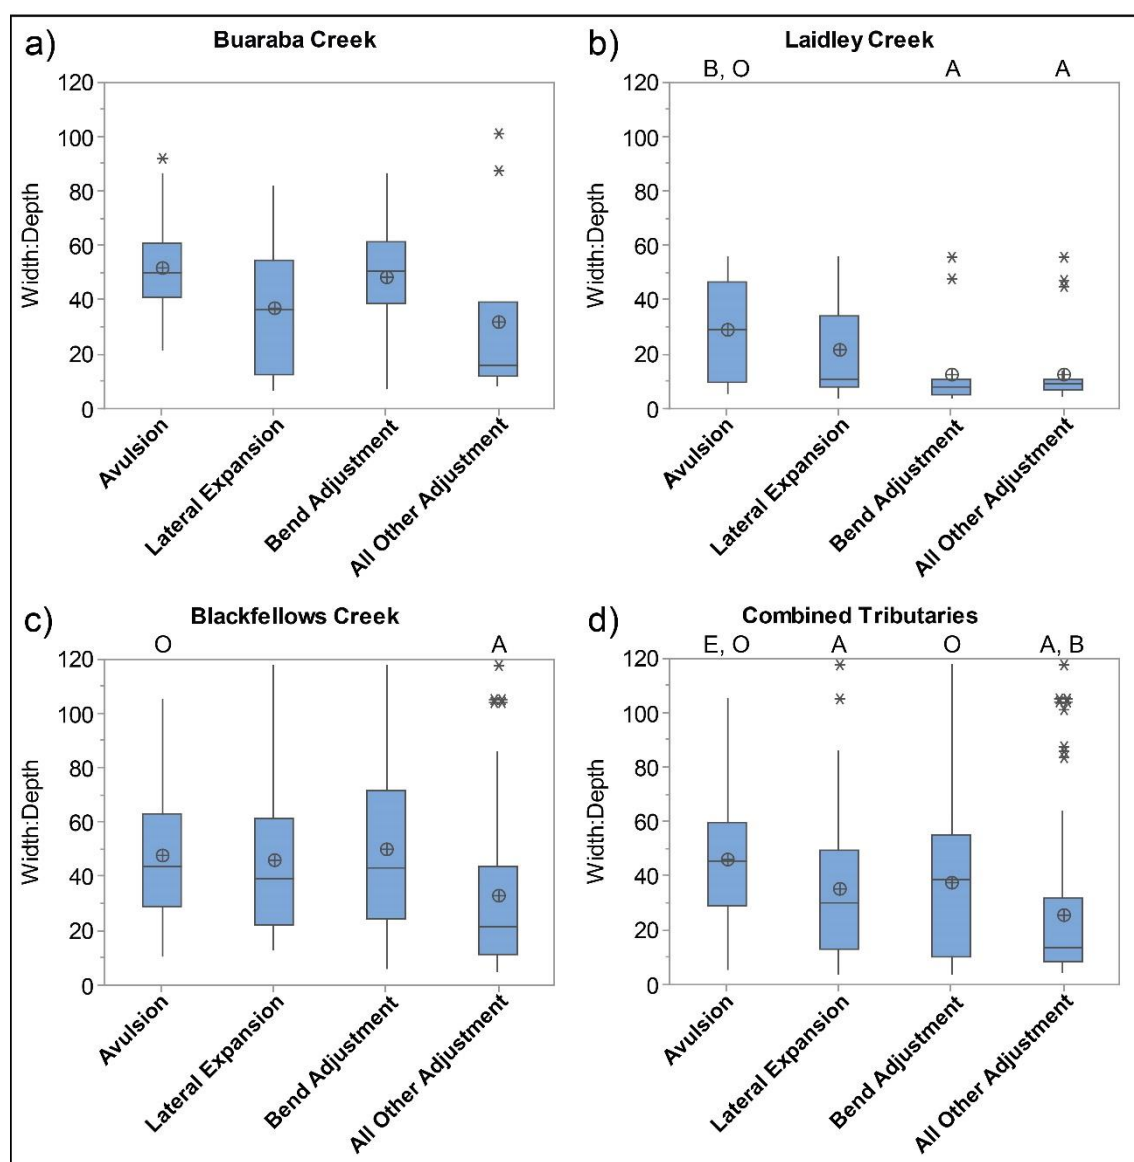 a)
Buaraba Creek
120
100
80
60
40
20
0
Width:Depth
Avulsion
Lateral Expansion
Bend Adjustment
All Other Adjustment
b)
Laidley Creek
B, O
A
A
120
100
80
60
40
20
0
Width:Depth
Avulsion
Lateral Expansion
Bend Adjustment
All Other Adjustment
c)
Blackfellows Creek
O
A
120
100
80
60
40
20
0
Width:Depth
Avulsion
Lateral Expansion
Bend Adjustment
All Other Adjustment
d)
Combined Tributaries
E, O
A
O
A, B
120
100
80
60
40
20
0
Width:Depth
Avulsion
Lateral Expansion
Bend Adjustment
All Other Adjustment